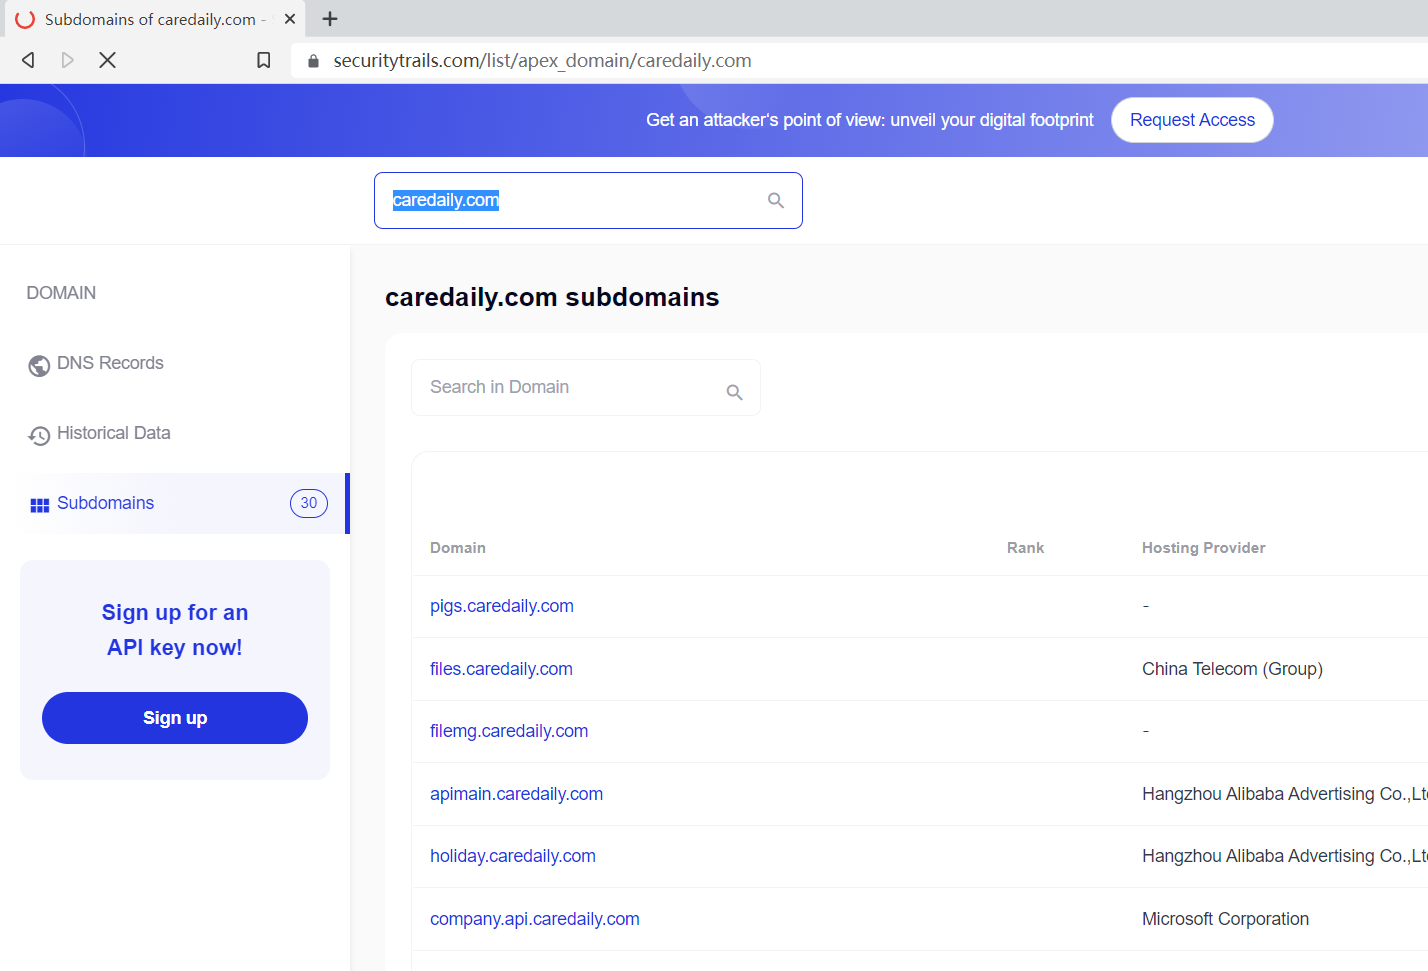 Subdomains of caredaily.com -
securitytrails.com/list/apex_domain/caredaily.com
Get an attacker's point of view: unveil your digital footprint
Request Access
caredaily.com
DOMAIN
DNS Records
Historical Data
Subdomains 30
Sign up for an
API key now!
Sign up
caredaily.com subdomains
Search in Domain
Domain Rank Hosting Provider
pigs.caredaily.com -
files.caredaily.com China Telecom (Group)
filemg.caredaily.com -
apimain.caredaily.com Hangzhou Alibaba Advertising Co.,Lt
holiday.caredaily.com Hangzhou Alibaba Advertising Co.,Lt
company.api.caredaily.com Microsoft Corporation